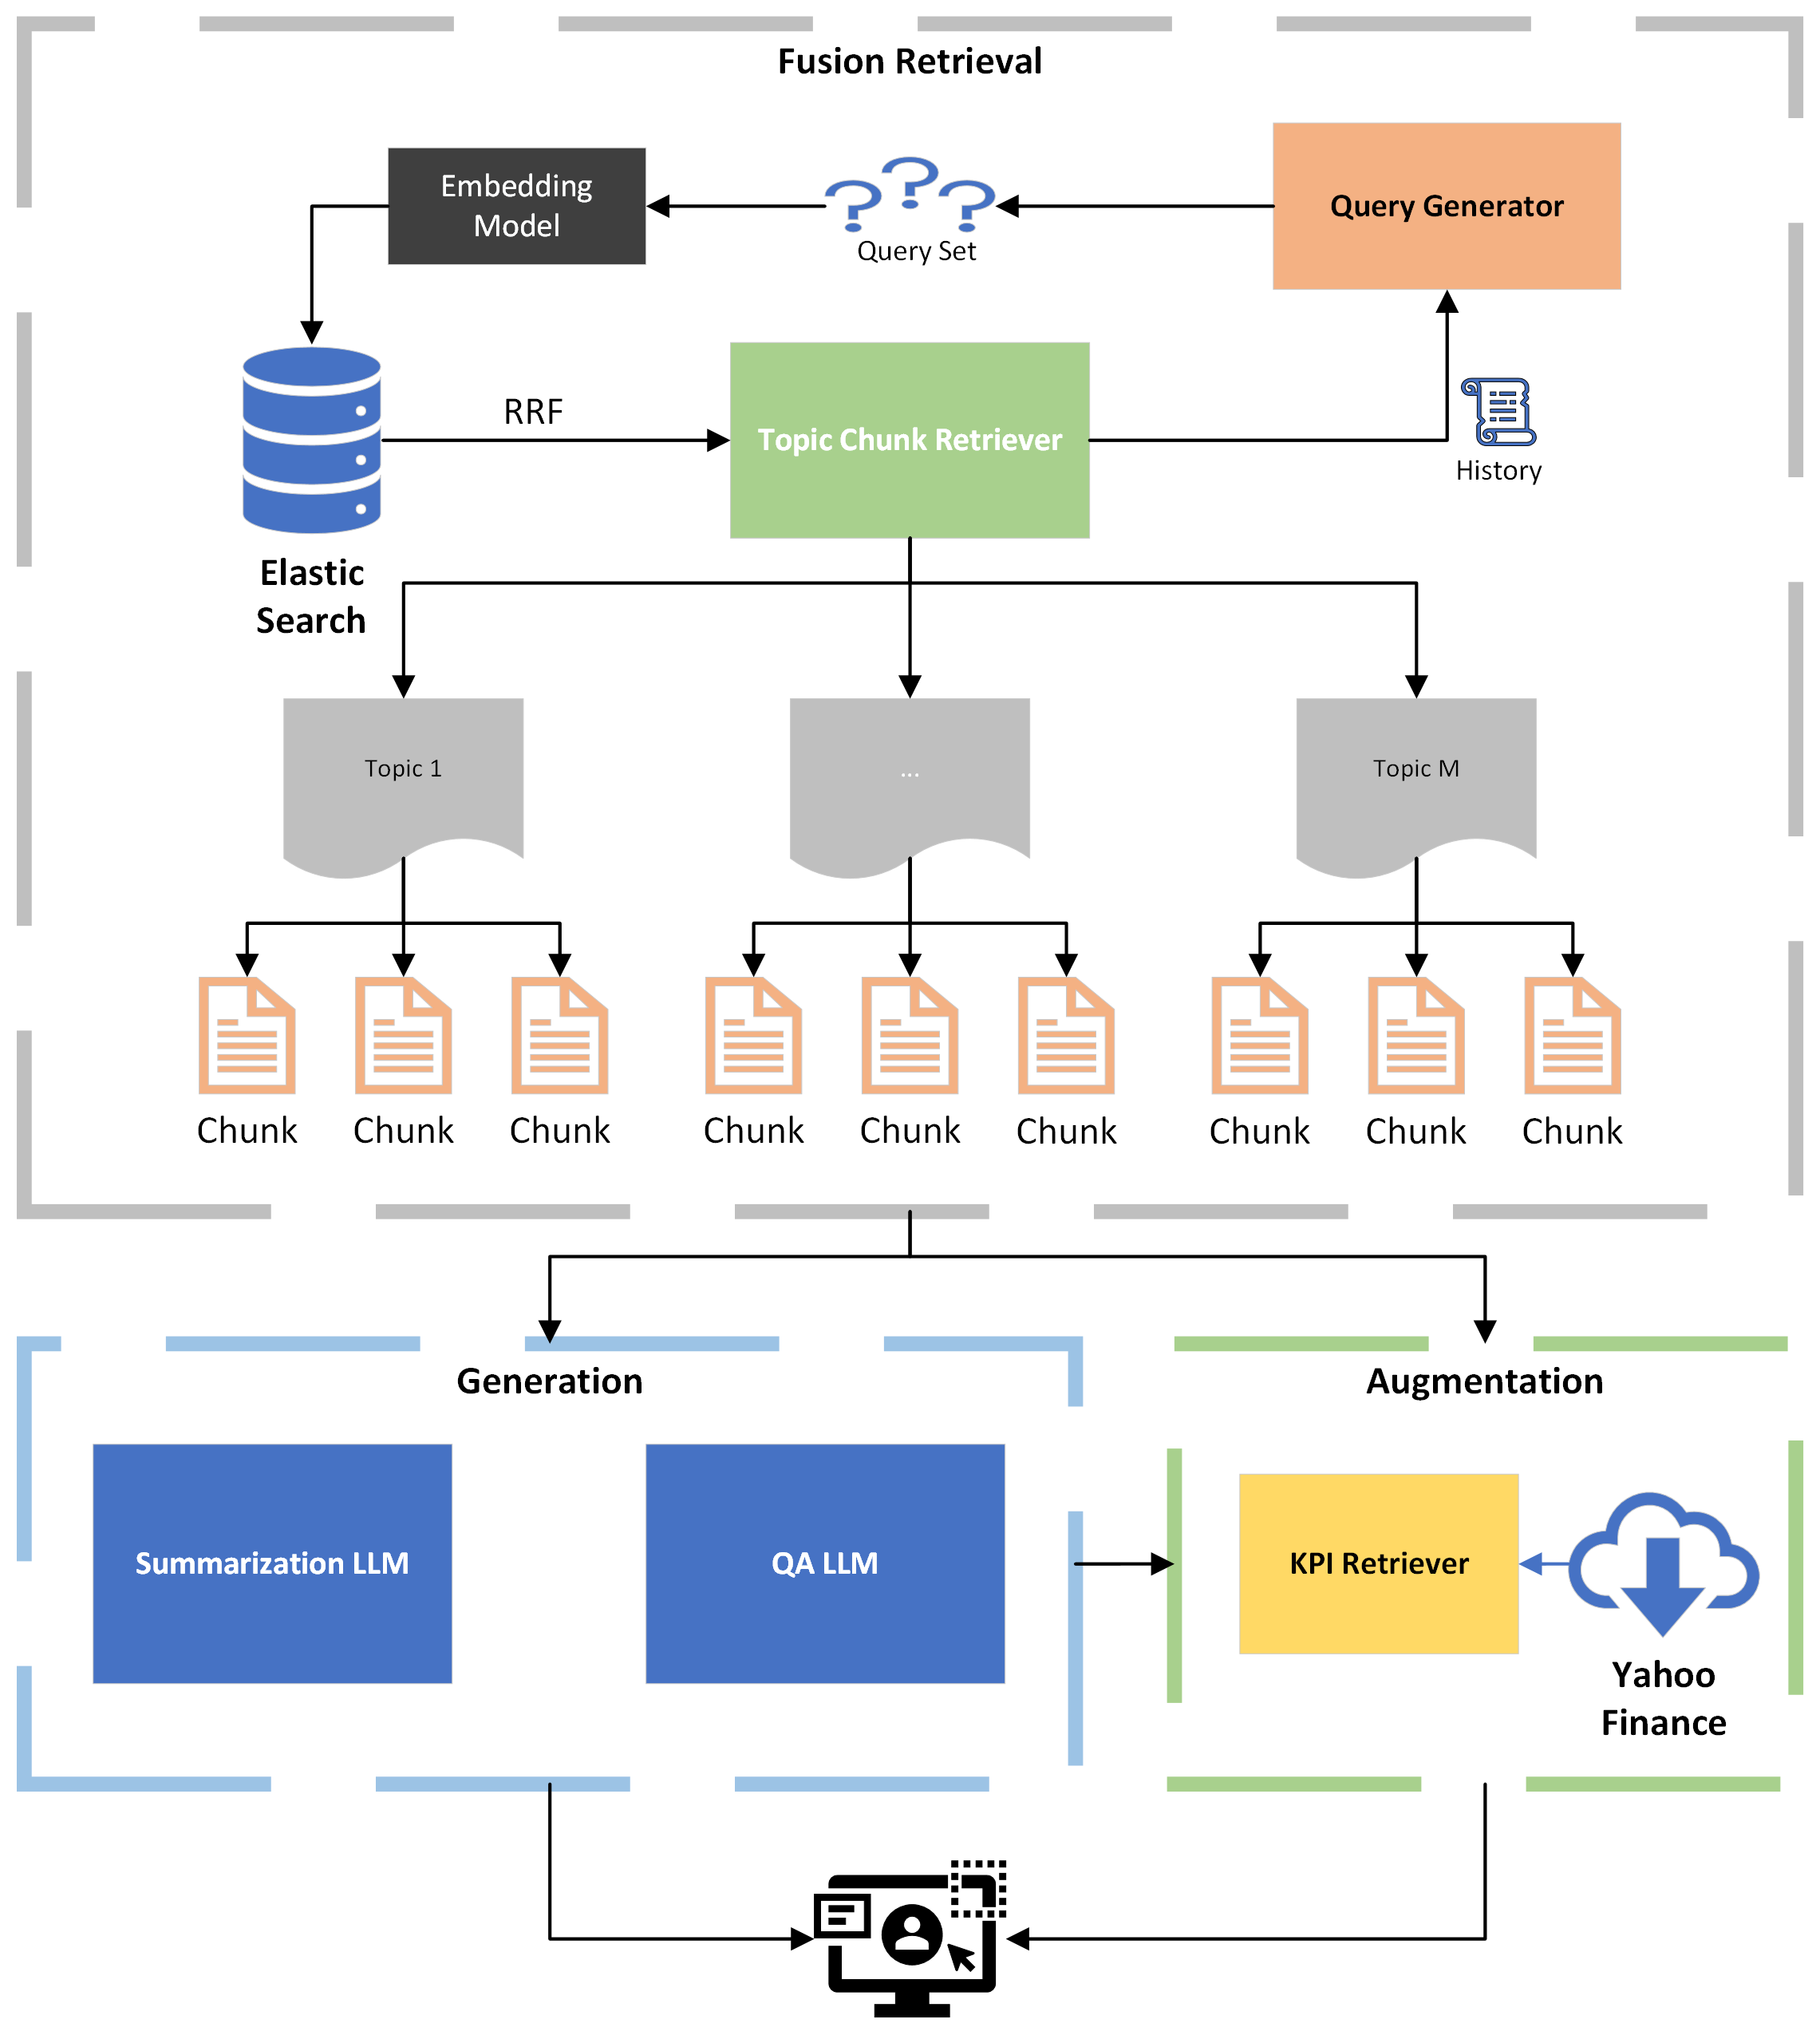 Fusion Retrieval
Embedding
Model
Query Set
Query Generator
RRF
Topic Chunk Retriever
History
Elastic
Search
Topic 1
...
Topic M
Chunk
Chunk
Chunk
Chunk
Chunk
Chunk
Chunk
Chunk
Chunk
Generation
Augmentation
Summarization LLM
QA LLM
KPI Retriever
Yahoo
Finance